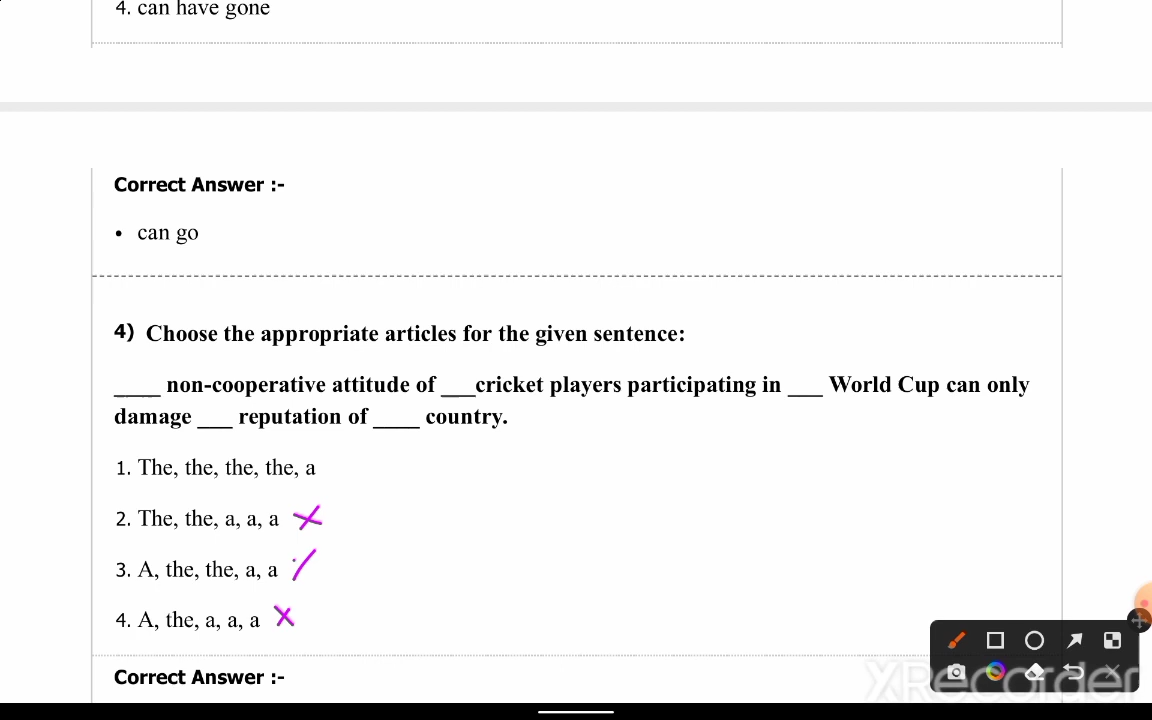 4. can have gone
Correct Answer :-
• can go
4) Choose the appropriate articles for the given sentence:
____ non-cooperative attitude of ___cricket players participating in ___ World Cup can only
damage ___ reputation of ____ country.
1. The, the, the, the, a
2. The, the, a, a, a
3. A, the, the, a, a
4. A, the, a, a, a
Correct Answer :-
XRecorder